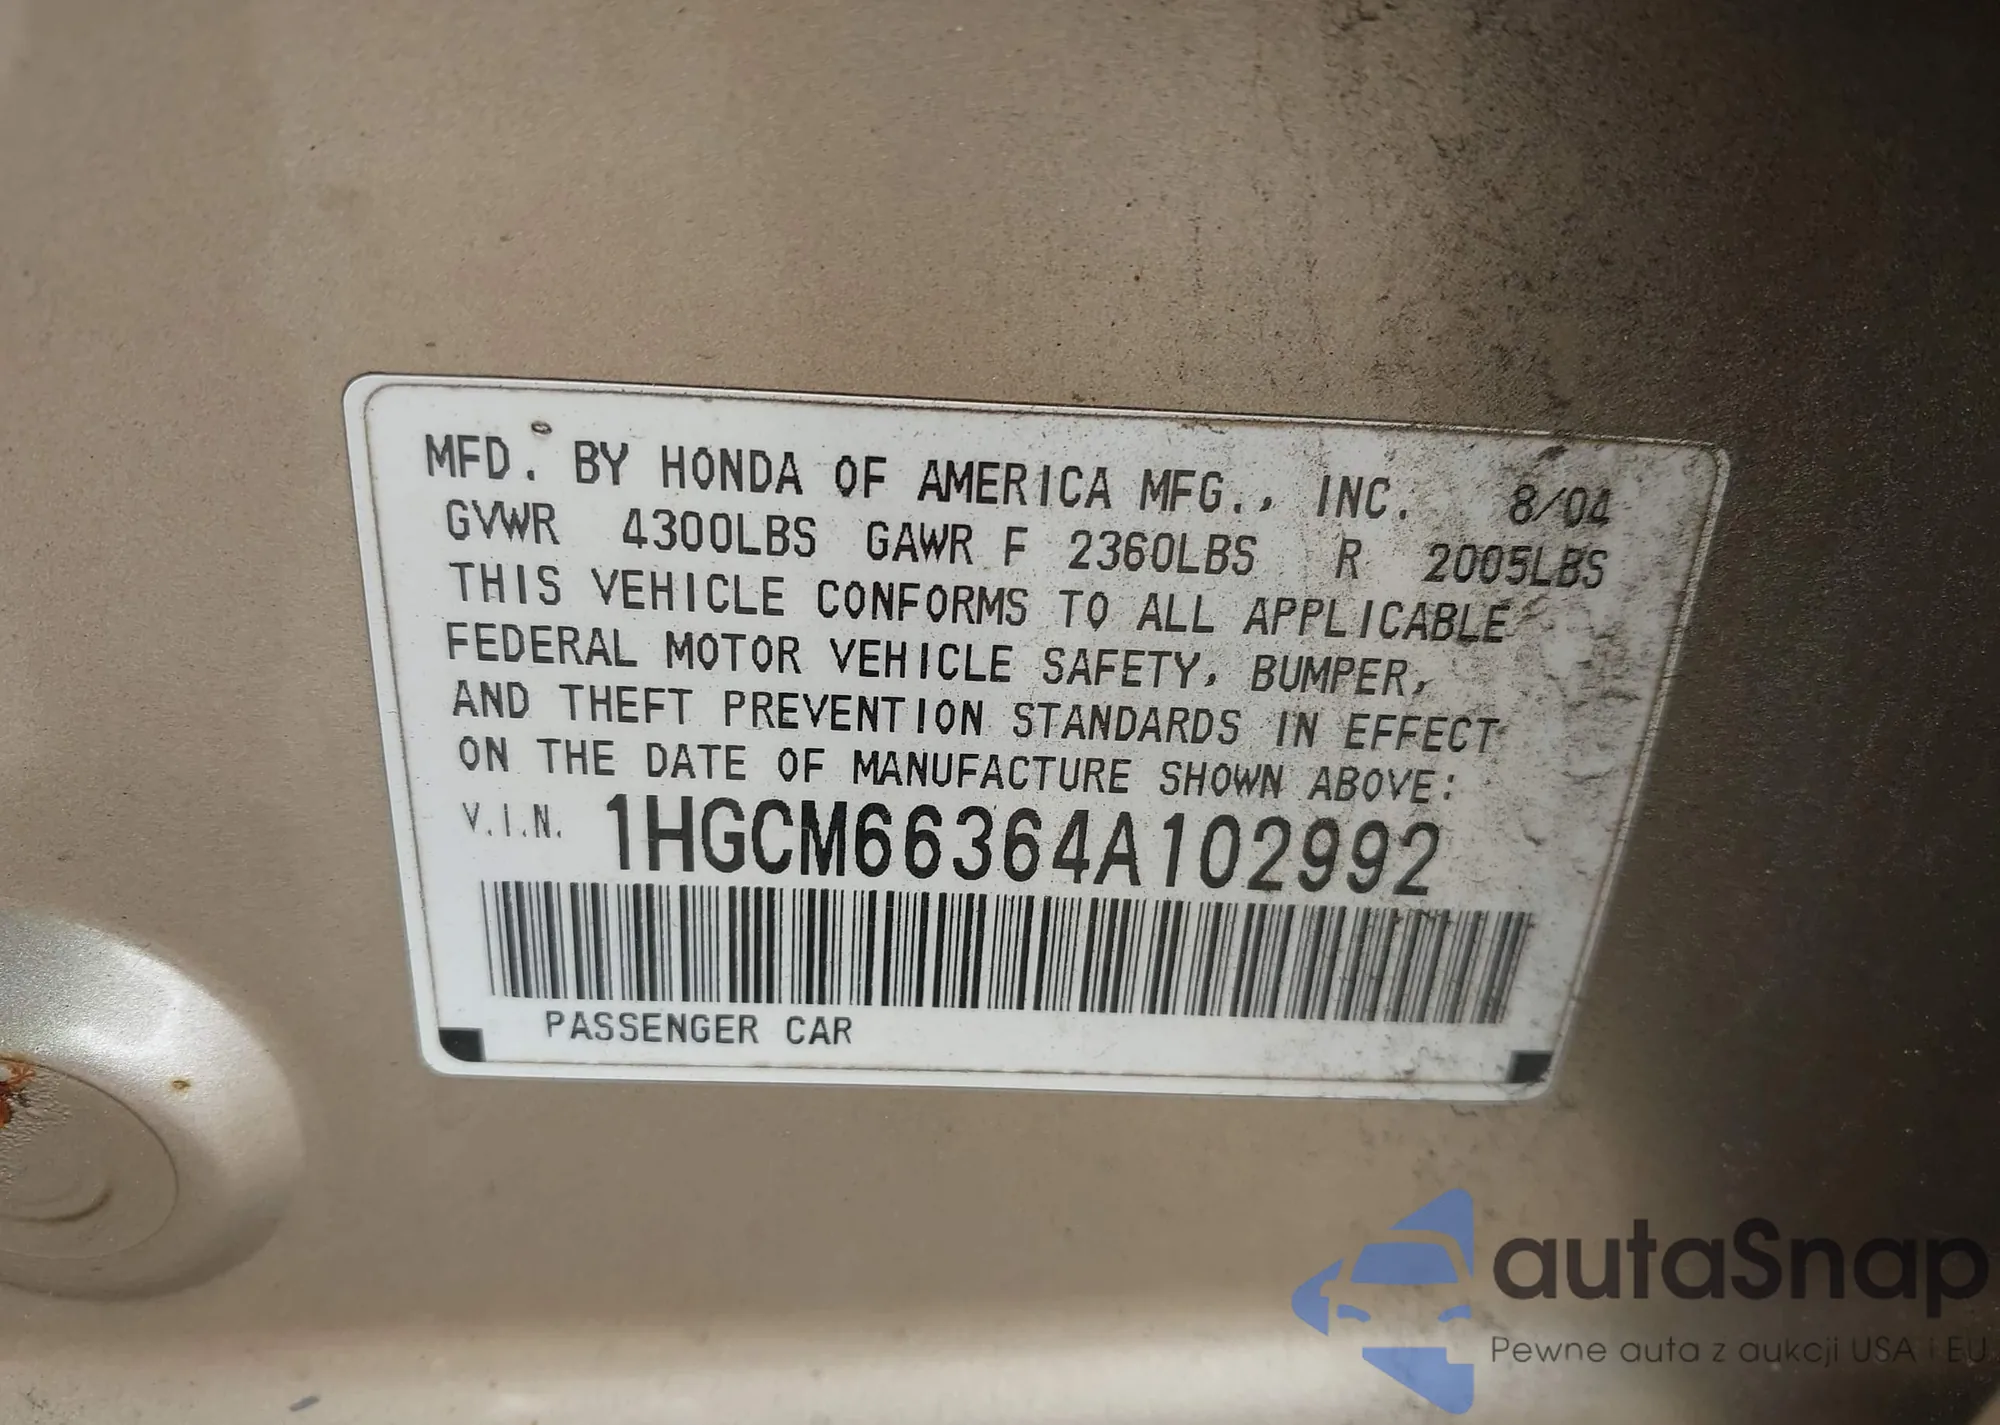 MFD. BY HONDA OF AMERICA MFG., INC. 8/04
GVWR 4300LBS GAWR F 2360LBS R 2005LBS
THIS VEHICLE CONFORMS TO ALL APPLICABLE
FEDERAL MOTOR VEHICLE SAFETY, BUMPER,
AND THEFT PREVENTION STANDARDS IN EFFECT
ON THE DATE OF MANUFACTURE SHOWN ABOVE:
V.I.N. 1HGCM66364A102992
PASSENGER CAR
autaSnap
Pewne auta z aukcji USA i EU